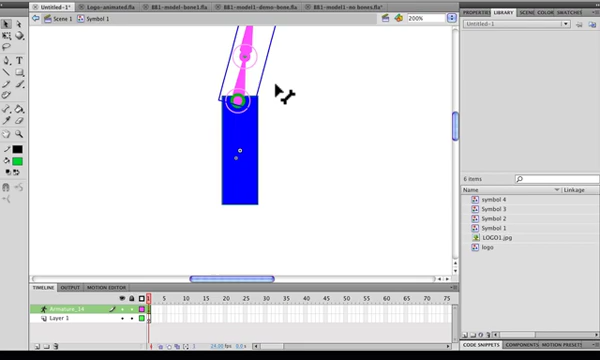 Untitled-1*
Logo-animated.fla
BB1-model-bone1.fla
BB1-model1-demo-bone.fla
BB1-model1-no bones.fla*
Scene 1
Symbol 1
200%
PROPERTIES
LIBRARY
SCENE
COLOR
SWATCHES
Untitled-1*
6 items
Name
Linkage
symbol 4
Symbol 3
Symbol 2
Symbol 1
LOGO1.jpg
logo
TIMELINE
OUTPUT
MOTION EDITOR
1 5 10 15 20 25 30 35 40 45 50 55 60 65 70 75
Armature_14
Layer 1
24.00 fps
0.0 s
CODE SNIPPETS
COMPONENTS
MOTION PRESET